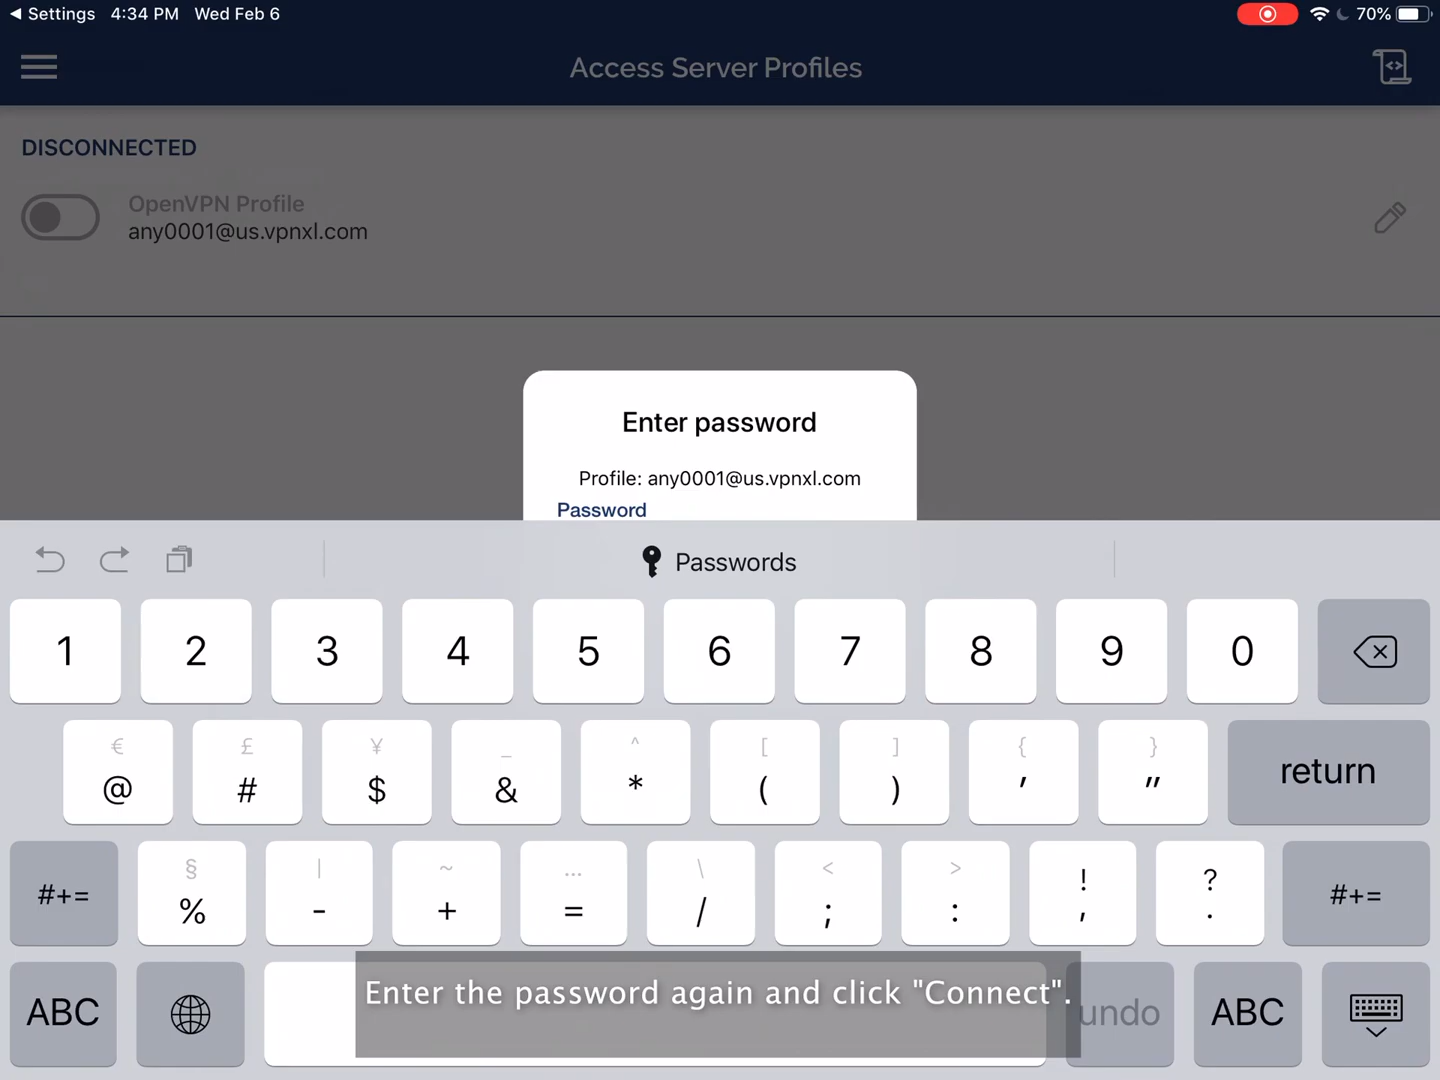 Settings 4:34 PM Wed Feb 6
70%
Access Server Profiles
DISCONNECTED
OpenVPN Profile
any0001@us.vpnxl.com
Enter password
Profile: any0001@us.vpnxl.com
Password
Passwords
1 2 3 4 5 6 7 8 9 0
€ £ ¥ _ ^ [ ] { }
@ # $ & * ( ) ' "
return
§ | ~ ... \ < > ! ?
#+= % - + = / ; : , . #+=
ABC undo ABC
Enter the password again and click "Connect".